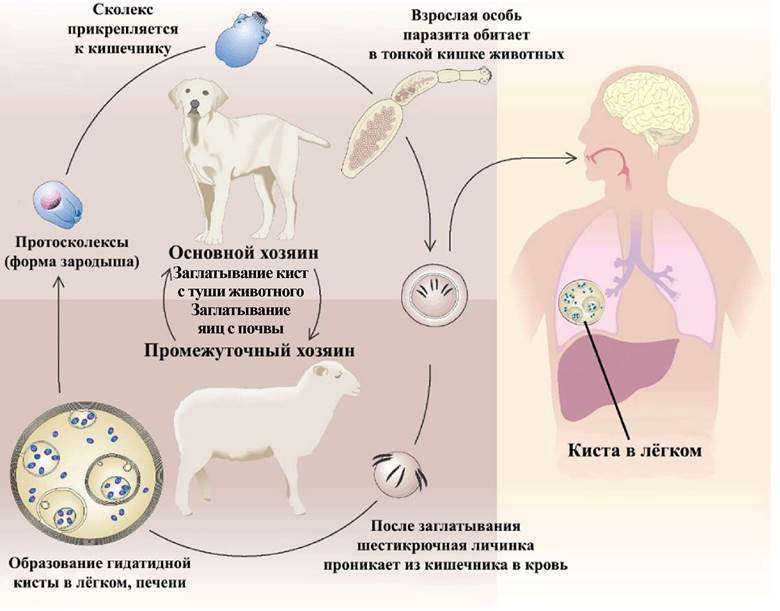 Сколекс
прикрепляется
к кишечнику
Взрослая особь
паразита обитает
в тонкой кишке животных
Протосколексы
(форма зародыша)
Основной хозяин
Заглатывание кист
с туши животного
Заглатывание
яиц с почвы
Промежуточный хозяин
Киста в лёгком
После заглатывания
шестикрючная личинка
проникает из кишечника в кровь
Образование гидатидной
кисты в лёгком, печени